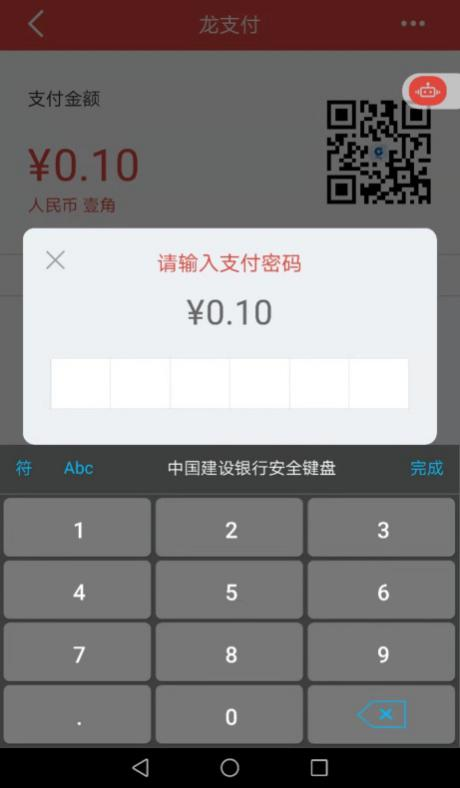 龙支付
支付金额
¥0.10
人民币 壹角
请输入支付密码
¥0.10
符 Abc 中国建设银行安全键盘 完成
1 2 3
4 5 6
7 8 9
. 0